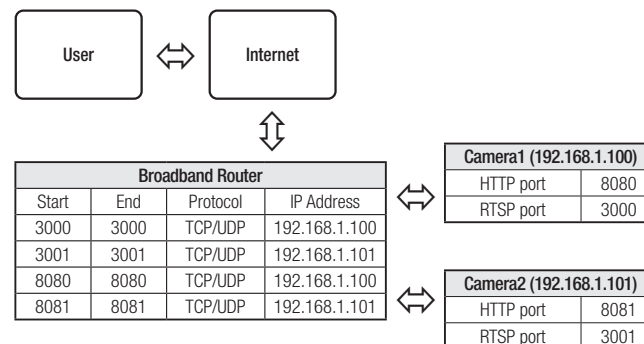 User
Internet
Broadband Router
Start End Protocol IP Address
3000 3000 TCP/UDP 192.168.1.100
3001 3001 TCP/UDP 192.168.1.101
8080 8080 TCP/UDP 192.168.1.100
8081 8081 TCP/UDP 192.168.1.101
Camera1 (192.168.1.100)
HTTP port 8080
RTSP port 3000
Camera2 (192.168.1.101)
HTTP port 8081
RTSP port 3001